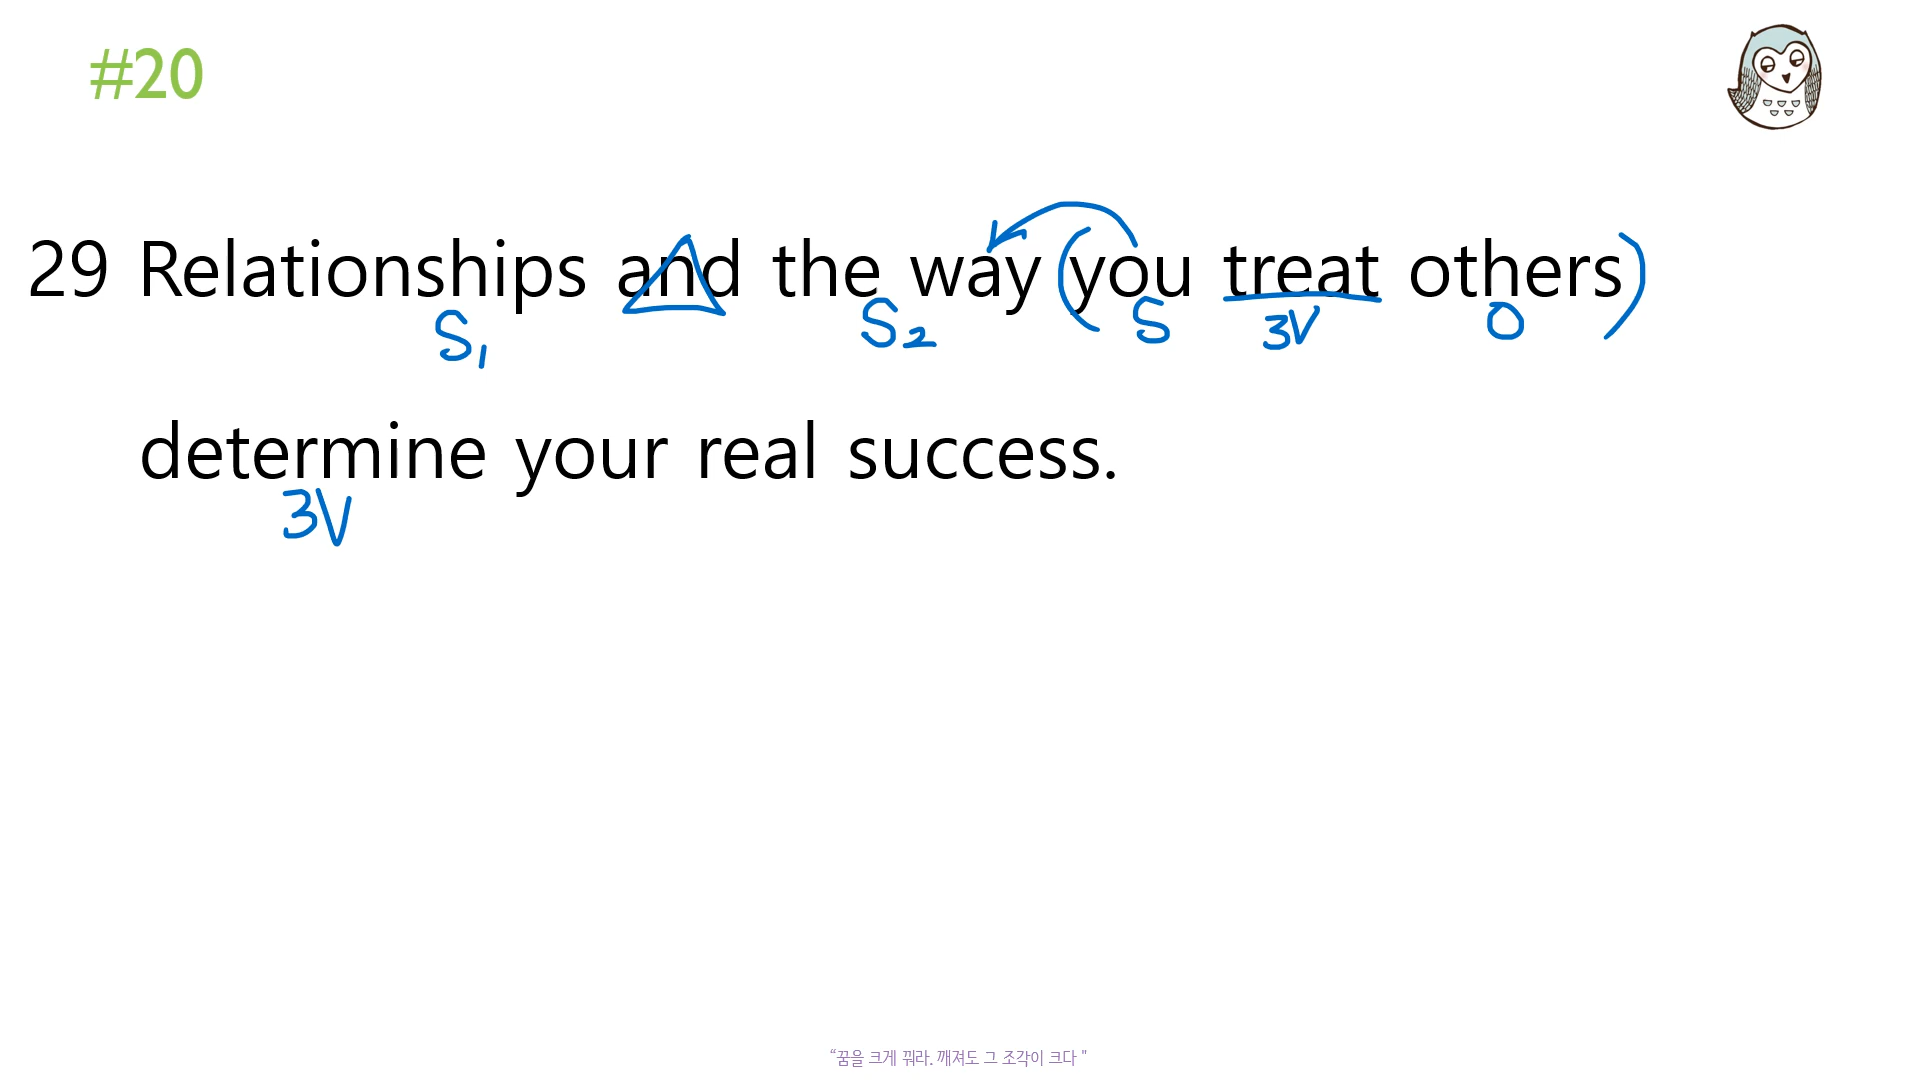 #20
29 Relationships and the way (you treat others)
S₁ S₂ S 3V O
determine your real success.
3V
“꿈을 크게 꿔라. 깨져도 그 조각이 크다 "